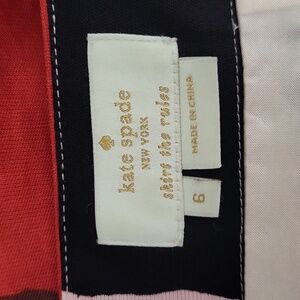 kate spade
NEW YORK
skirt the rules
MADE IN CHINA
6